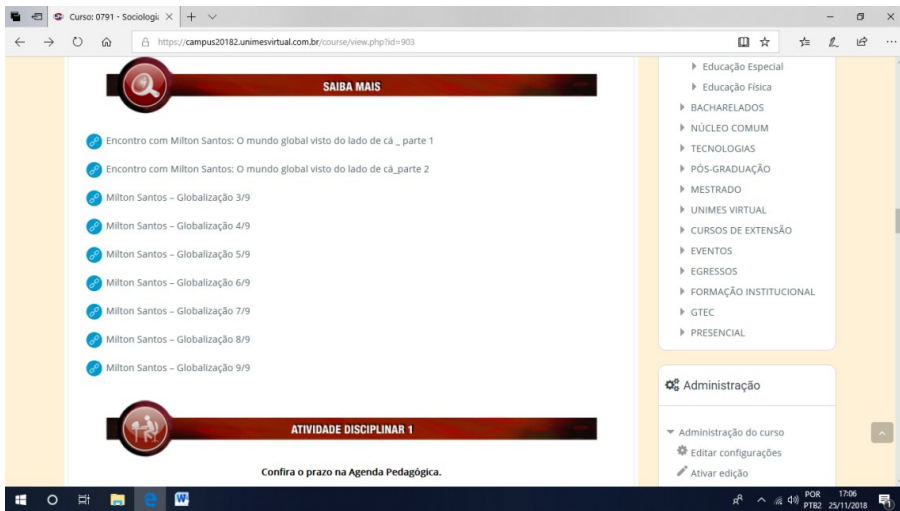 Curso: 0791 - Sociologi:
https://campus20182.unimesvirtual.com.br/course/view.php?id=903
SAIBA MAIS
Encontro com Milton Santos: O mundo global visto do lado de cá _ parte 1
Encontro com Milton Santos: O mundo global visto do lado de cá_parte 2
Milton Santos – Globalização 3/9
Milton Santos – Globalização 4/9
Milton Santos – Globalização 5/9
Milton Santos – Globalização 6/9
Milton Santos – Globalização 7/9
Milton Santos – Globalização 8/9
Milton Santos – Globalização 9/9
ATIVIDADE DISCIPLINAR 1
Confira o prazo na Agenda Pedagógica.
Educação Especial
Educação Física
BACHARELADOS
NÚCLEO COMUM
TECNOLOGIAS
PÓS-GRADUAÇÃO
MESTRADO
UNIMES VIRTUAL
CURSOS DE EXTENSÃO
EVENTOS
EGRESSOS
FORMAÇÃO INSTITUCIONAL
GTEC
PRESENCIAL
Administração
Administração do curso
Editar configurações
Ativar edição
POR 17:06
PTB2 25/11/2018